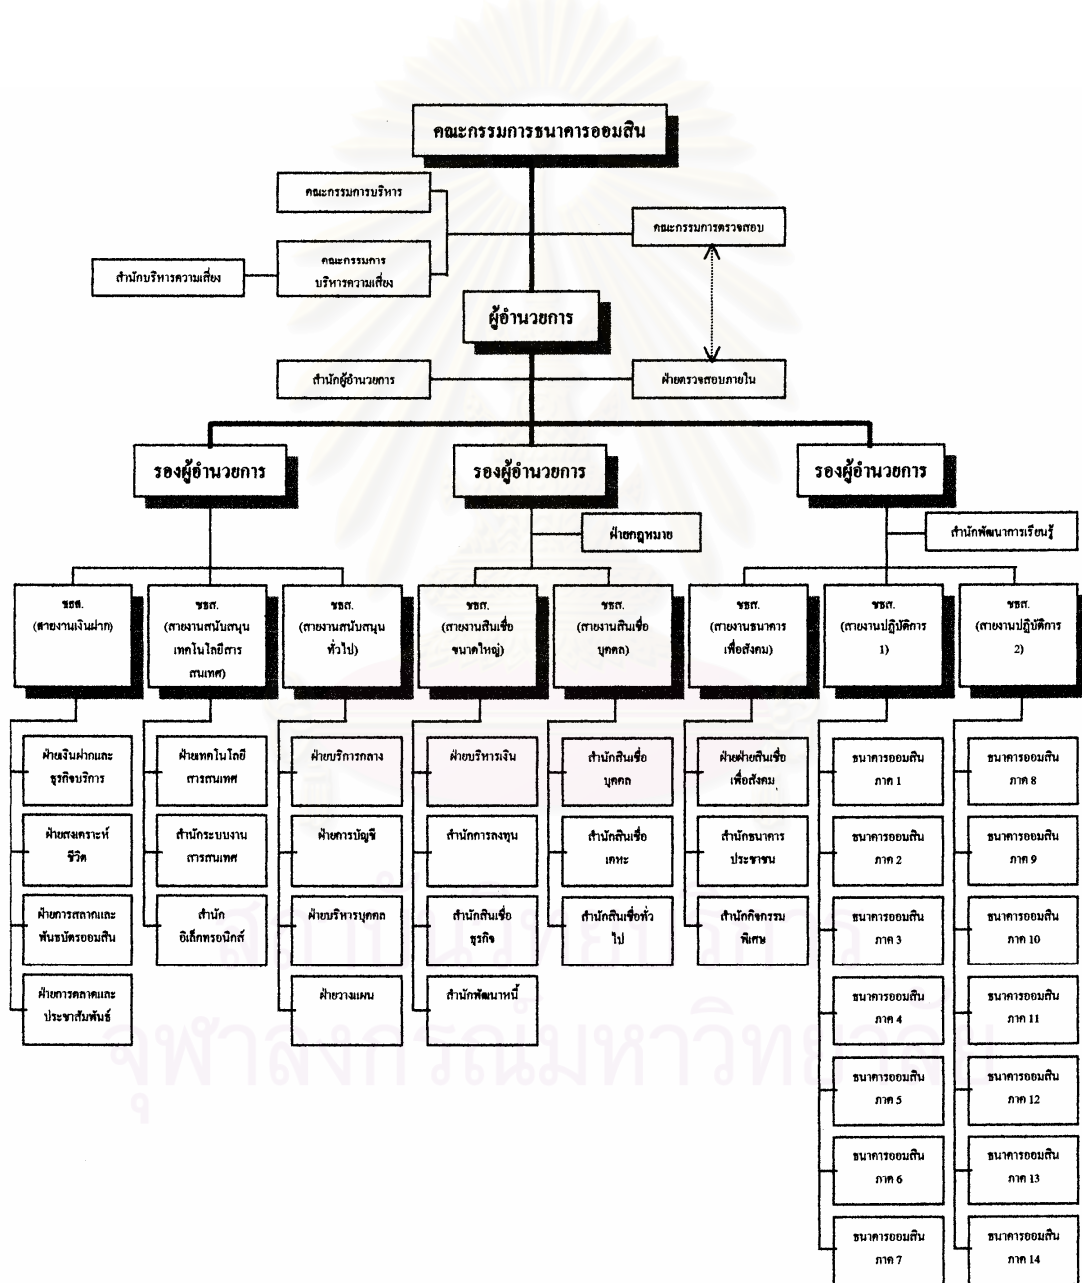 คณะกรรมการธนาคารออมสิน
คณะกรรมการบริหาร
คณะกรรมการตรวจสอบ
สำนักบริหารความเสี่ยง
คณะกรรมการ
บริหารความเสี่ยง
ผู้อำนวยการ
สำนักผู้อำนวยการ
ฝ่ายตรวจสอบภายใน
รองผู้อำนวยการ
รองผู้อำนวยการ
รองผู้อำนวยการ
ฝ่ายกฎหมาย
สำนักพัฒนาการเรียนรู้
ชธส.
(สายงานเงินฝาก)
ชธส.
(สายงานสนับสนุน
เทคโนโลยีสาร
สนเทศ)
ชธส.
(สายงานสนับสนุน
ทั่วไป)
ชธส.
(สายงานสินเชื่อ
ขนาดใหญ่)
ชธส.
(สายงานสินเชื่อ
บุคคล)
ชธส.
(สายงานธนาคาร
เพื่อสังคม)
ชธส.
(สายงานปฏิบัติการ
1)
ชธส.
(สายงานปฏิบัติการ
2)
ฝ่ายเงินฝากและ
ธุรกิจบริการ
ฝ่ายสงเคราะห์
ชีวิต
ฝ่ายการสลากและ
พันธบัตรออมสิน
ฝ่ายการตลาดและ
ประชาสัมพันธ์
ฝ่ายเทคโนโลยี
สารสนเทศ
สำนักระบบงาน
สารสนเทศ
สำนัก
อิเล็กทรอนิกส์
ฝ่ายบริการกลาง
ฝ่ายการบัญชี
ฝ่ายบริหารบุคคล
ฝ่ายวางแผน
ฝ่ายบริหารเงิน
สำนักการลงทุน
สำนักสินเชื่อ
ธุรกิจ
สำนักพัฒนาหนี้
สำนักสินเชื่อ
บุคคล
สำนักสินเชื่อ
เคหะ
สำนักสินเชื่อทั่ว
ไป
ฝ่ายฝ่ายสินเชื่อ
เพื่อสังคม
สำนักธนาคาร
ประชาชน
สำนักกิจกรรม
พิเศษ
ธนาคารออมสิน
ภาค 1
ธนาคารออมสิน
ภาค 2
ธนาคารออมสิน
ภาค 3
ธนาคารออมสิน
ภาค 4
ธนาคารออมสิน
ภาค 5
ธนาคารออมสิน
ภาค 6
ธนาคารออมสิน
ภาค 7
ธนาคารออมสิน
ภาค 8
ธนาคารออมสิน
ภาค 9
ธนาคารออมสิน
ภาค 10
ธนาคารออมสิน
ภาค 11
ธนาคารออมสิน
ภาค 12
ธนาคารออมสิน
ภาค 13
ธนาคารออมสิน
ภาค 14
สถาบันวิทยบริการ
จุฬาลงกรณ์มหาวิทยาลัย